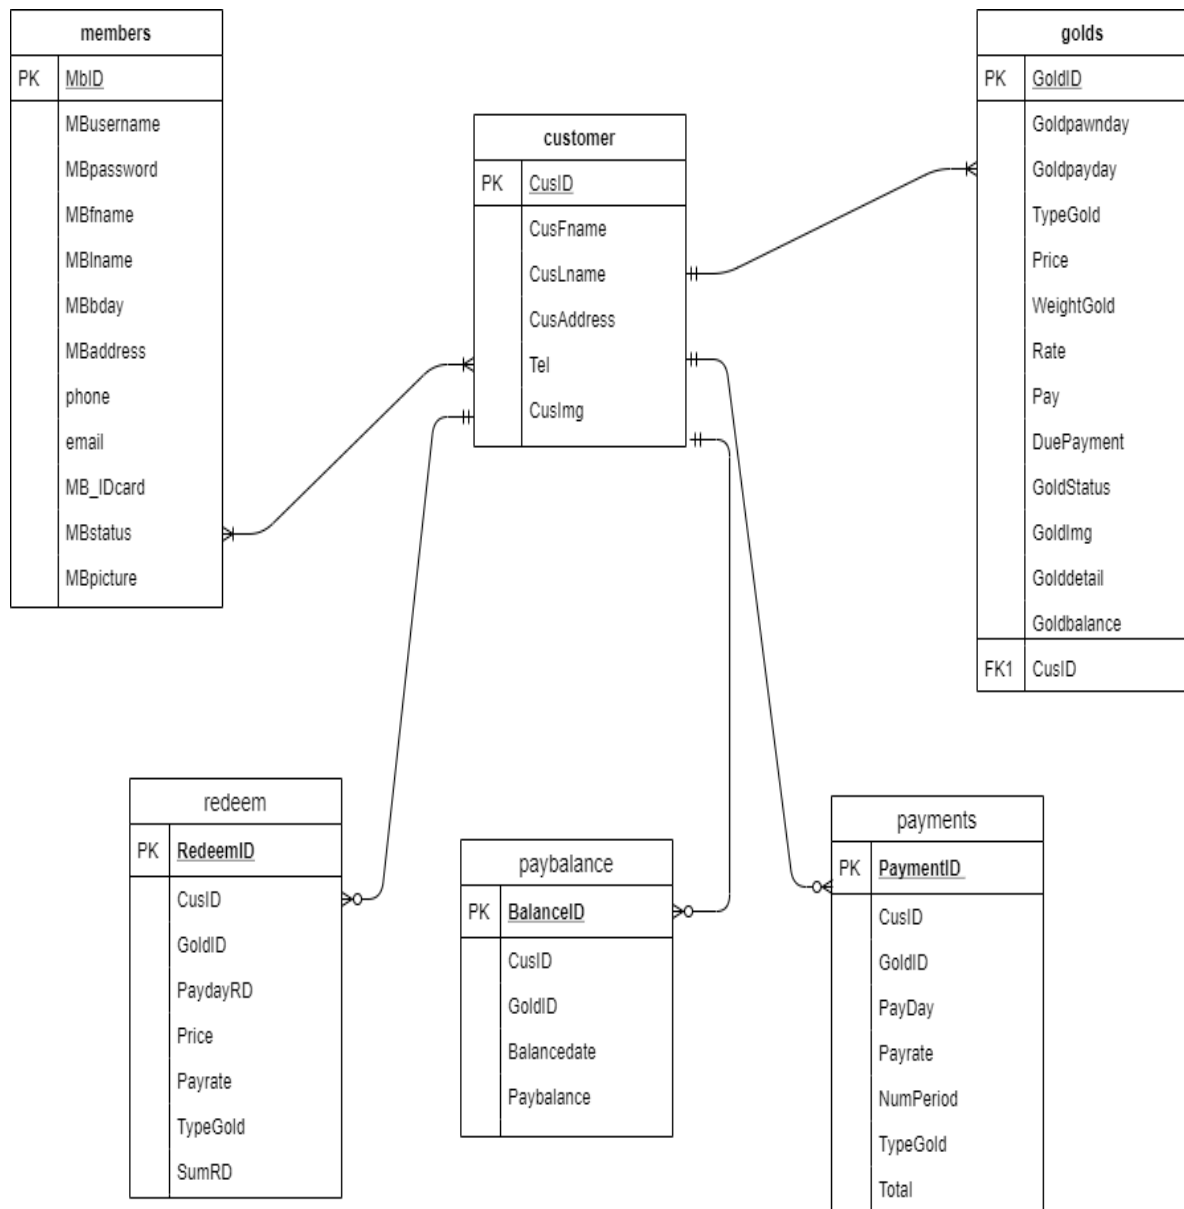 members
PK MbID
MBusername
MBpassword
MBfname
MBlname
MBbday
MBaddress
phone
email
MB_IDcard
MBstatus
MBpicture
customer
PK CusID
CusFname
CusLname
CusAddress
Tel
CusImg
golds
PK GoldID
Goldpawnday
Goldpayday
TypeGold
Price
WeightGold
Rate
Pay
DuePayment
GoldStatus
GoldImg
Golddetail
Goldbalance
FK1 CusID
redeem
PK RedeemID
CusID
GoldID
PaydayRD
Price
Payrate
TypeGold
SumRD
paybalance
PK BalanceID
CusID
GoldID
Balancedate
Paybalance
payments
PK PaymentID
CusID
GoldID
PayDay
Payrate
NumPeriod
TypeGold
Total